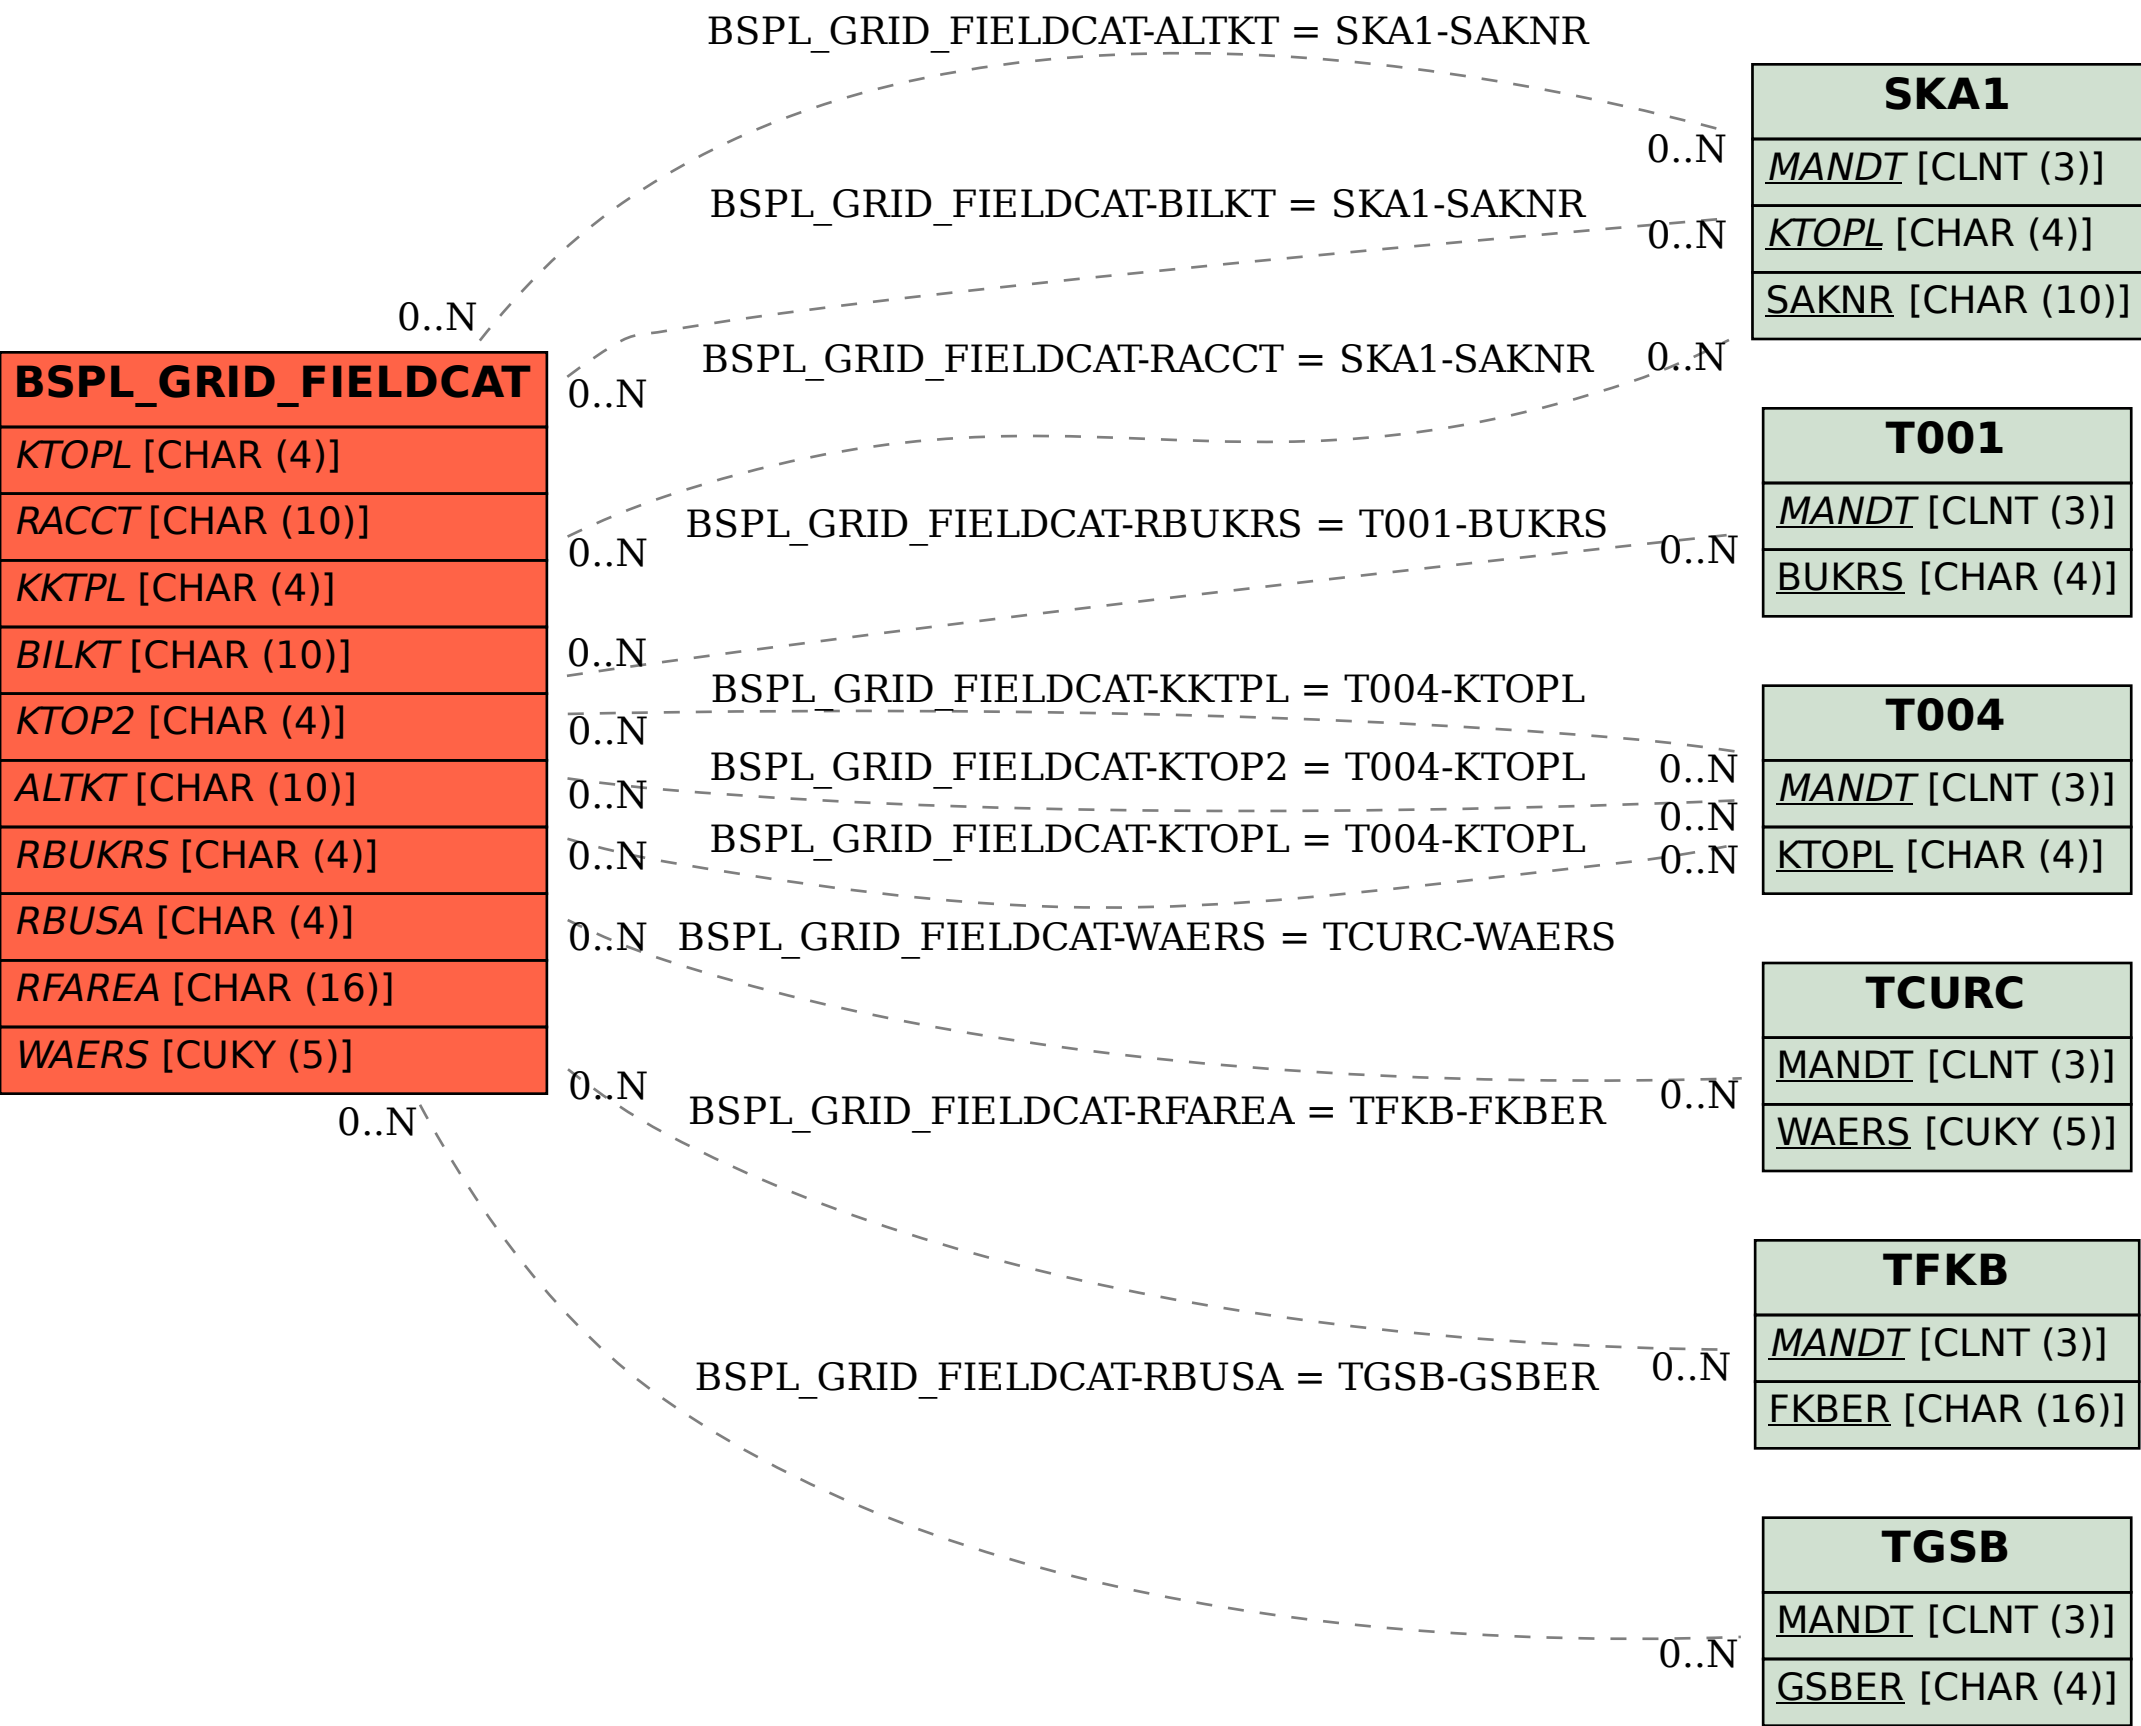 BSPL_GRID_FIELDCAT
KTOPL [CHAR (4)]
RACCT [CHAR (10)]
KKTPL [CHAR (4)]
BILKT [CHAR (10)]
KTOP2 [CHAR (4)]
ALTKT [CHAR (10)]
RBUKRS [CHAR (4)]
RBUSA [CHAR (4)]
RFAREA [CHAR (16)]
WAERS [CUKY (5)]
BSPL_GRID_FIELDCAT-ALTKT = SKA1-SAKNR
0..N
0..N
BSPL_GRID_FIELDCAT-BILKT = SKA1-SAKNR
0..N
0..N
BSPL_GRID_FIELDCAT-RACCT = SKA1-SAKNR
0..N
0..N
BSPL_GRID_FIELDCAT-RBUKRS = T001-BUKRS
0..N
0..N
BSPL_GRID_FIELDCAT-KKTPL = T004-KTOPL
0..N
0..N
BSPL_GRID_FIELDCAT-KTOP2 = T004-KTOPL
0..N
0..N
BSPL_GRID_FIELDCAT-KTOPL = T004-KTOPL
0..N
0..N
BSPL_GRID_FIELDCAT-WAERS = TCURC-WAERS
0..N
0..N
BSPL_GRID_FIELDCAT-RFAREA = TFKB-FKBER
0..N
0..N
BSPL_GRID_FIELDCAT-RBUSA = TGSB-GSBER
0..N
0..N
SKA1
MANDT [CLNT (3)]
KTOPL [CHAR (4)]
SAKNR [CHAR (10)]
T001
MANDT [CLNT (3)]
BUKRS [CHAR (4)]
T004
MANDT [CLNT (3)]
KTOPL [CHAR (4)]
TCURC
MANDT [CLNT (3)]
WAERS [CUKY (5)]
TFKB
MANDT [CLNT (3)]
FKBER [CHAR (16)]
TGSB
MANDT [CLNT (3)]
GSBER [CHAR (4)]